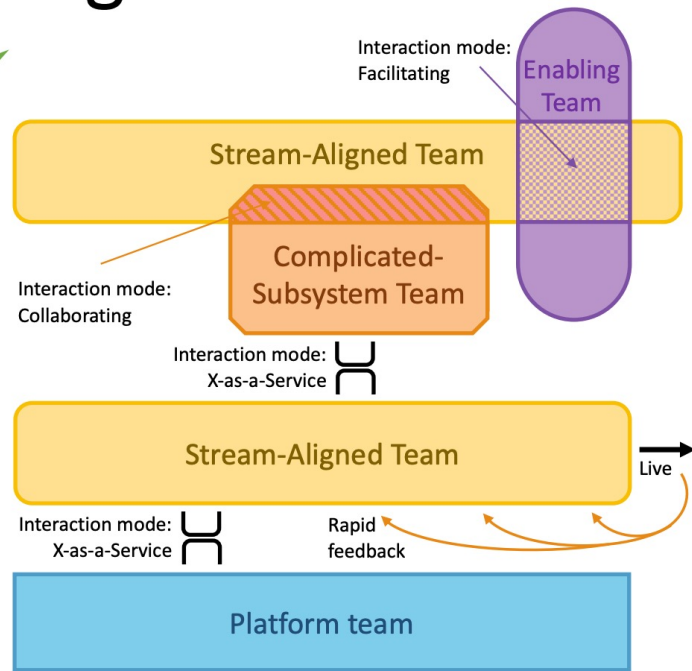 g
Interaction mode:
Facilitating
Enabling
Team
Stream-Aligned Team
Complicated-
Subsystem Team
Interaction mode:
Collaborating
Interaction mode:
X-as-a-Service
Stream-Aligned Team
Live
Interaction mode:
X-as-a-Service
Rapid
feedback
Platform team